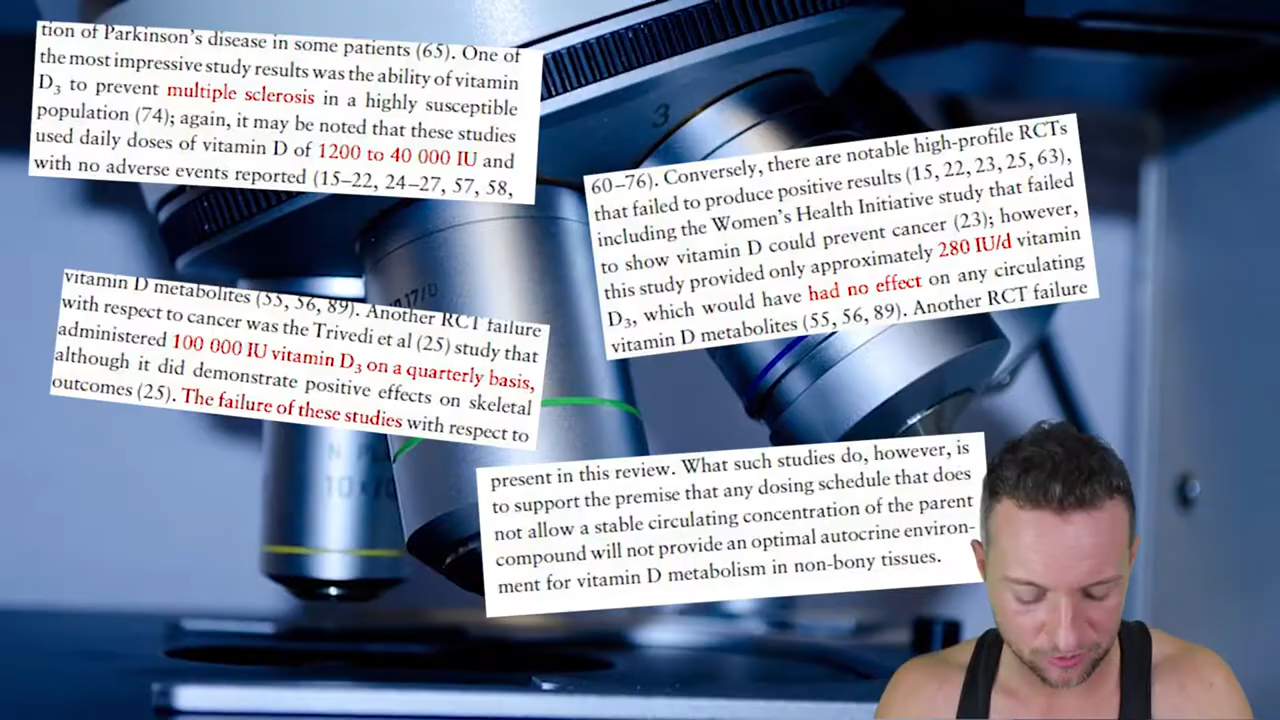 tion of Parkinson's disease in some patients (65). One of
the most impressive study results was the ability of vitamin
D₃ to prevent multiple sclerosis in a highly susceptible
population (74); again, it may be noted that these studies
used daily doses of vitamin D of 1200 to 40 000 IU and
with no adverse events reported (15–22, 24–27, 57, 58,
60–76). Conversely, there are notable high-profile RCTs
that failed to produce positive results (15, 22, 23, 25, 63),
including the Women's Health Initiative study that failed
to show vitamin D could prevent cancer (23); however,
this study provided only approximately 280 IU/d vitamin
D₃, which would have had no effect on any circulating
vitamin D metabolites (55, 56, 89). Another RCT failure
vitamin D metabolites (55, 56, 89). Another RCT failure
with respect to cancer was the Trivedi et al (25) study that
administered 100 000 IU vitamin D₃ on a quarterly basis,
although it did demonstrate positive effects on skeletal
outcomes (25). The failure of these studies with respect to
present in this review. What such studies do, however, is
to support the premise that any dosing schedule that does
not allow a stable circulating concentration of the parent
compound will not provide an optimal autocrine environ-
ment for vitamin D metabolism in non-bony tissues.
3